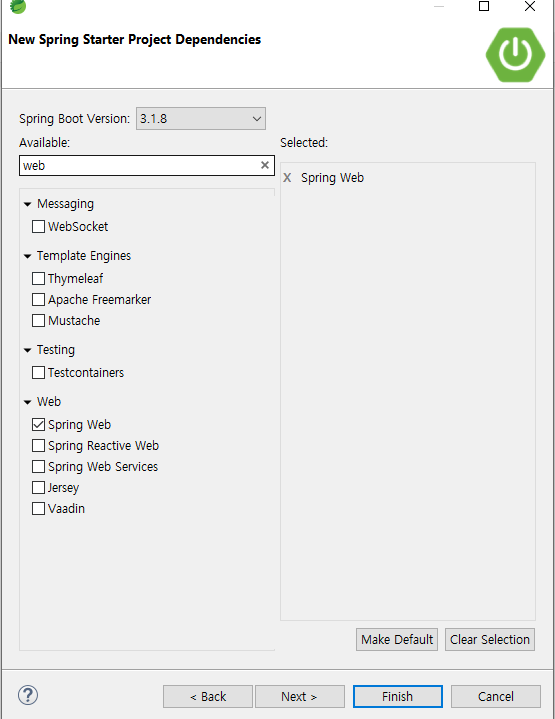 New Spring Starter Project Dependencies
Spring Boot Version: 3.1.8
Available:
web
Messaging
WebSocket
Template Engines
Thymeleaf
Apache Freemarker
Mustache
Testing
Testcontainers
Web
Spring Web
Spring Reactive Web
Spring Web Services
Jersey
Vaadin
Selected:
X Spring Web
Make Default Clear Selection
? < Back Next > Finish Cancel